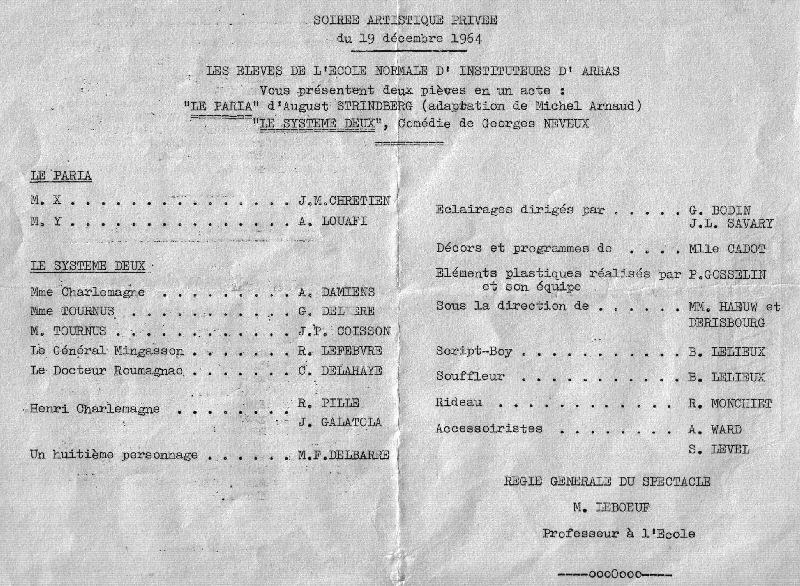 SOIREE ARTISTIQUE PRIVEE
du 19 décembre 1964
LES ELEVES DE L'ECOLE NORMALE D' INSTITUTEURS D' ARRAS
Vous présentent deux pièces en un acte :
"LE PARIA" d'August STRINDBERG (adaptation de Michel Arnaud)
"LE SYSTEME DEUX", Comédie de Georges NEVEUX
LE PARIA
M. X . . . . . . . . . . . . . . . J.M.CHRETIEN
M. Y . . . . . . . . . . . . . . . A. LOUAFI
LE SYSTEME DEUX
Mme Charlemagne . . . . . . . . . A. DAMIENS
Mme TOURNUS . . . . . . . . . . . G.
M. TOURNUS . . . . . . . . . . . . J.P. COISSON
Le Général Mingasson . . . . . . . R. LEFEBVRE
Le Docteur Roumagnac . . . . . . . C. DELAHAYE
Henri Charlemagne . . . . . . . . R. PILLE
J. GALATOLA
Un huitième personnage . . . . . . M.F.DELBARRE
Eclairages dirigés par . . . . . G. BODIN
J.L. SAVARY
Décors et programmes de . . . . Mlle CADOT
Eléments plastiques réalisés par P.GOSSELIN
et son équipe
Sous la direction de . . . . . . MM. HAEUW et
DERISBOURG
Script-Boy . . . . . . . . . . . B. LELIEUX
Souffleur . . . . . . . . . . . B. LELIEUX
Rideau . . . . . . . . . . . . R. MONCHIET
Accessoiristes . . . . . . . . A. WARD
S. LEVEL
REGIE GENERALE DU SPECTACLE
M. LEBOEUF
Professeur à l'Ecole
----ooo0ooo----